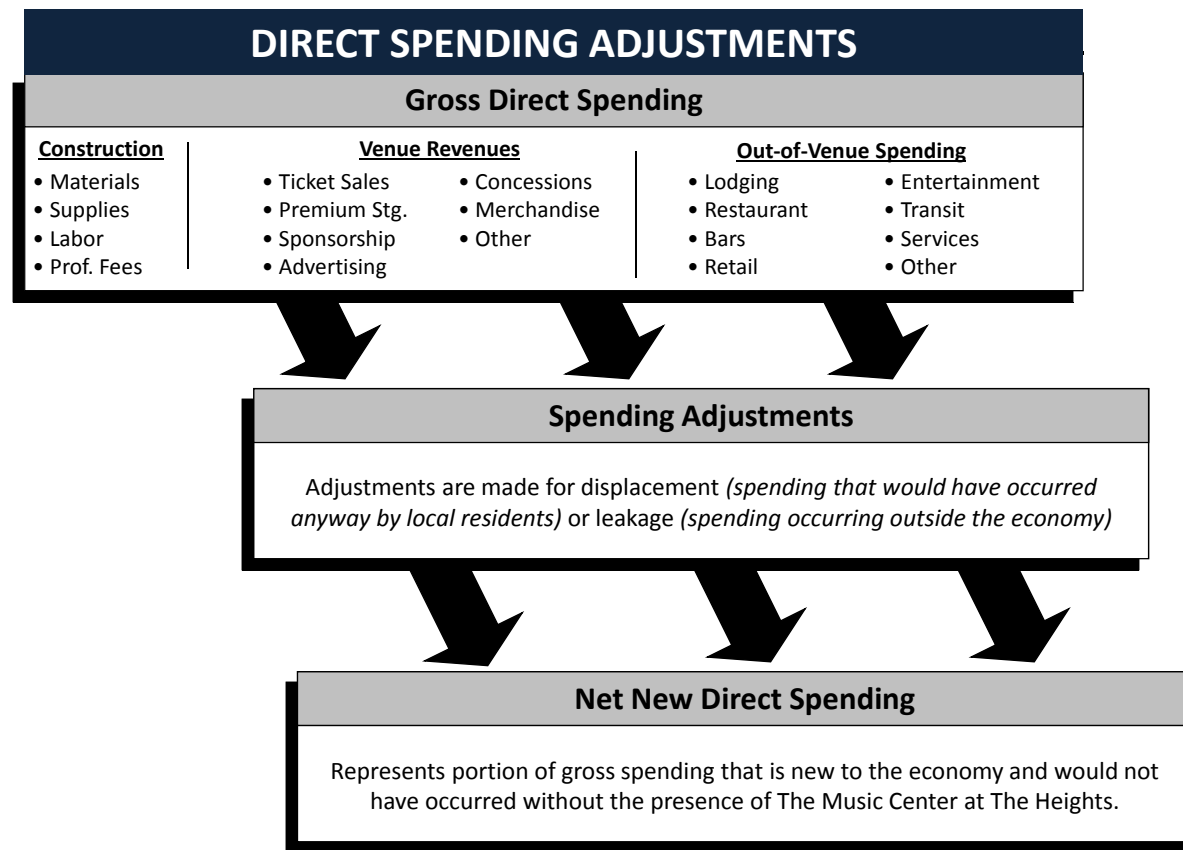 DIRECT SPENDING ADJUSTMENTS
Gross Direct Spending
Construction
• Materials
• Supplies
• Labor
• Prof. Fees
Venue Revenues
• Ticket Sales
• Premium Stg.
• Sponsorship
• Advertising
• Concessions
• Merchandise
• Other
Out-of-Venue Spending
• Lodging
• Restaurant
• Bars
• Retail
• Entertainment
• Transit
• Services
• Other
Spending Adjustments
Adjustments are made for displacement (spending that would have occurred
anyway by local residents) or leakage (spending occurring outside the economy)
Net New Direct Spending
Represents portion of gross spending that is new to the economy and would not
have occurred without the presence of The Music Center at The Heights.